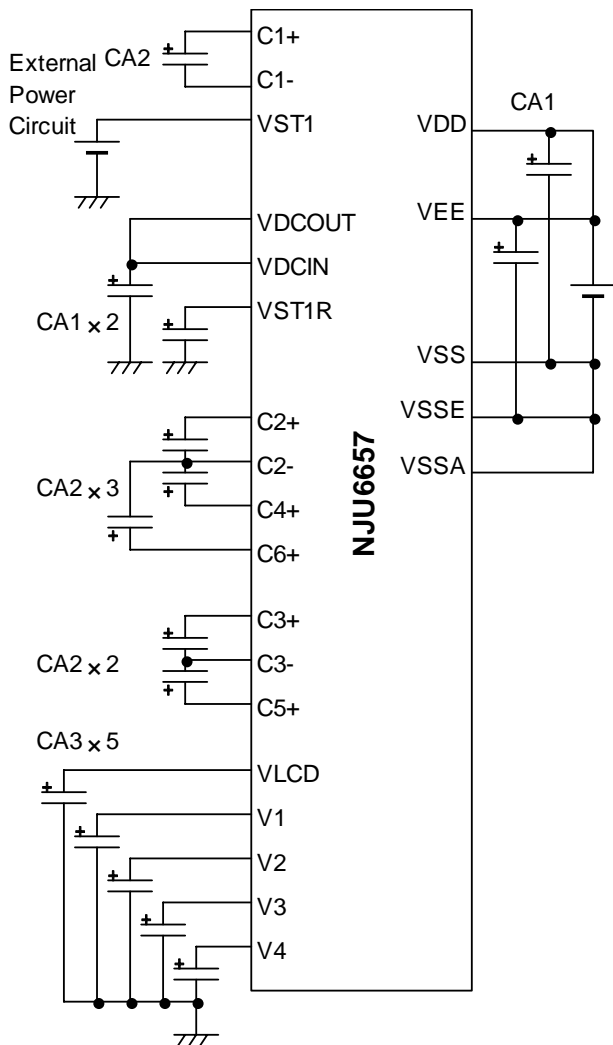 External
Power
Circuit
CA2
C1+
C1-
VST1
VDCOUT
VDCIN
VST1R
CA1 × 2
C2+
C2-
C4+
C6+
CA2 × 3
C3+
C3-
C5+
CA2 × 2
CA3 × 5
VLCD
V1
V2
V3
V4
NJU6657
CA1
VDD
VEE
VSS
VSSE
VSSA